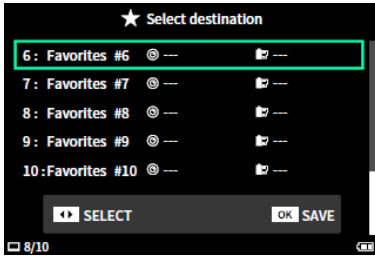 Select destination
6: Favorites #6 --- ---
7: Favorites #7 --- ---
8: Favorites #8 --- ---
9: Favorites #9 --- ---
10:Favorites #10 --- ---
SELECT OK SAVE
8/10